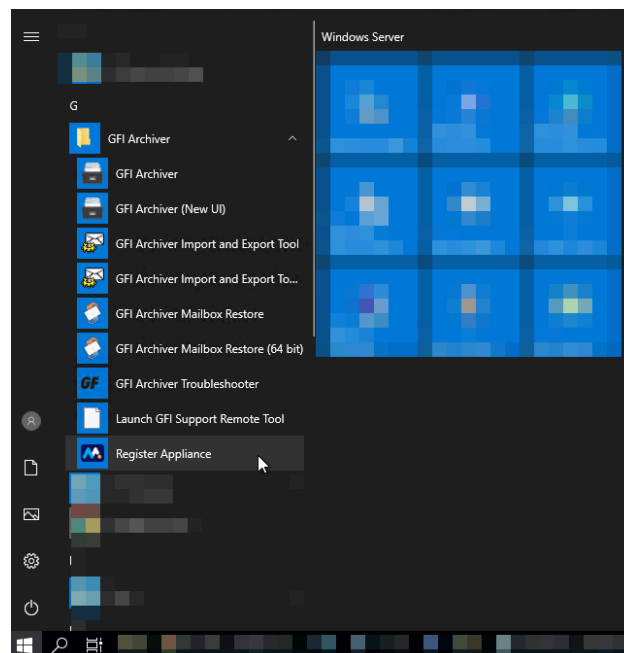 Windows Server
G
GFI Archiver
GFI Archiver
GFI Archiver (New UI)
GFI Archiver Import and Export Tool
GFI Archiver Import and Export To...
GFI Archiver Mailbox Restore
GFI Archiver Mailbox Restore (64 bit)
GF GFI Archiver Troubleshooter
Launch GFI Support Remote Tool
Register Appliance
I